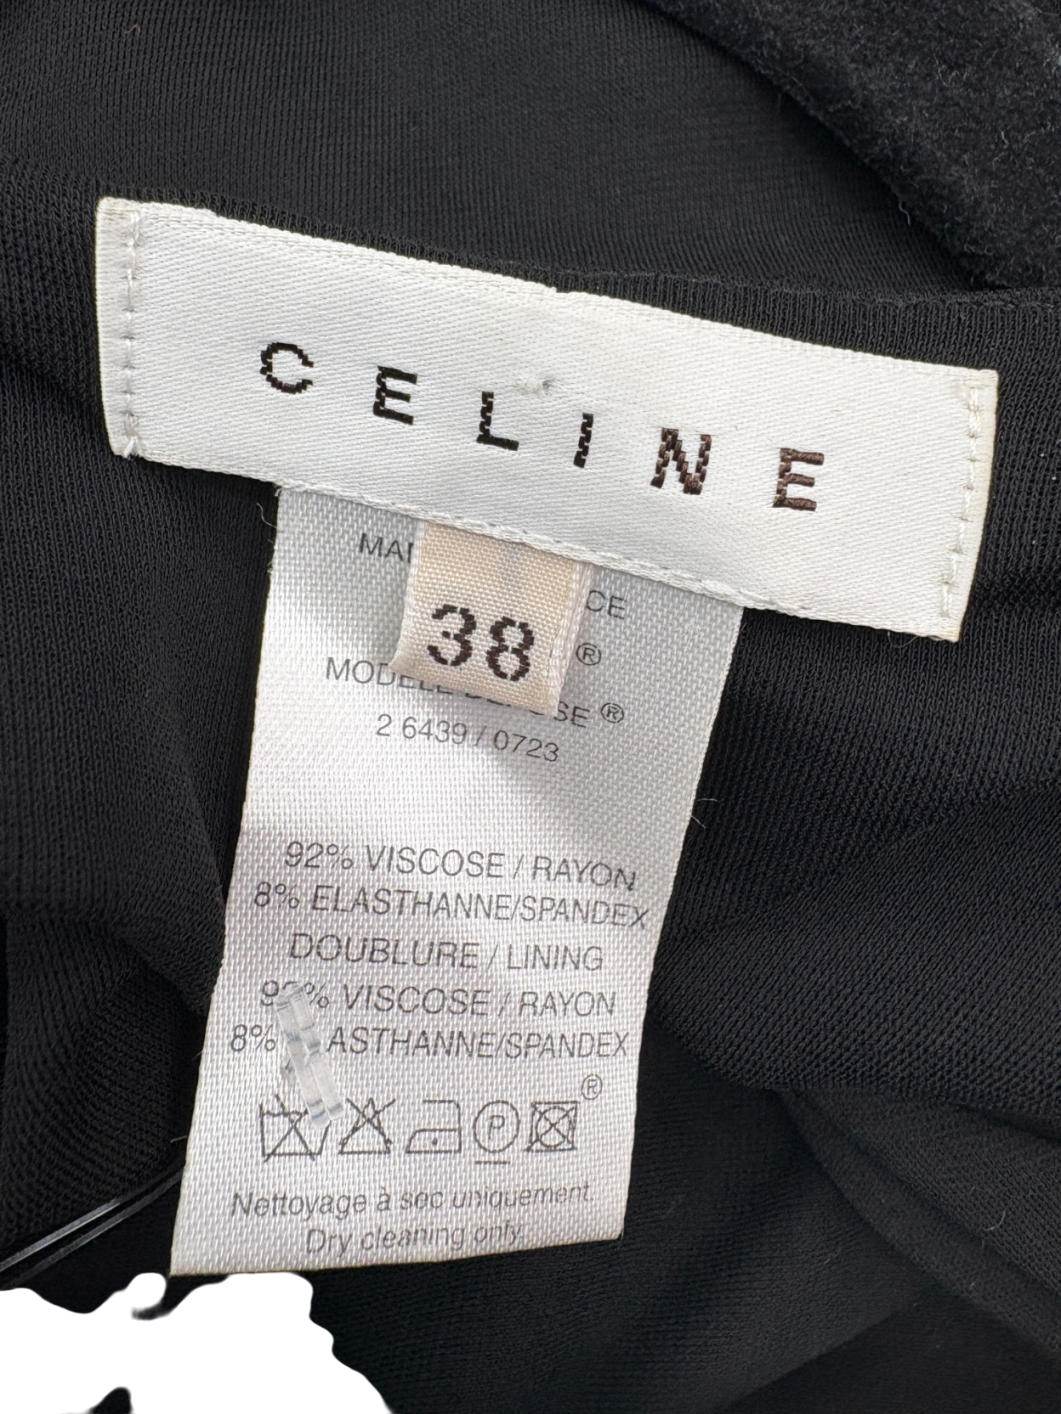 CELINE
38
®
®
2 6439 / 0723
92% VISCOSE / RAYON
8% ELASTHANNE/SPANDEX
DOUBLURE / LINING
VISCOSE / RAYON
8% ASTHANNE/SPANDEX
®
P
Nettoyage à sec uniquement.
Dry cleaning only.